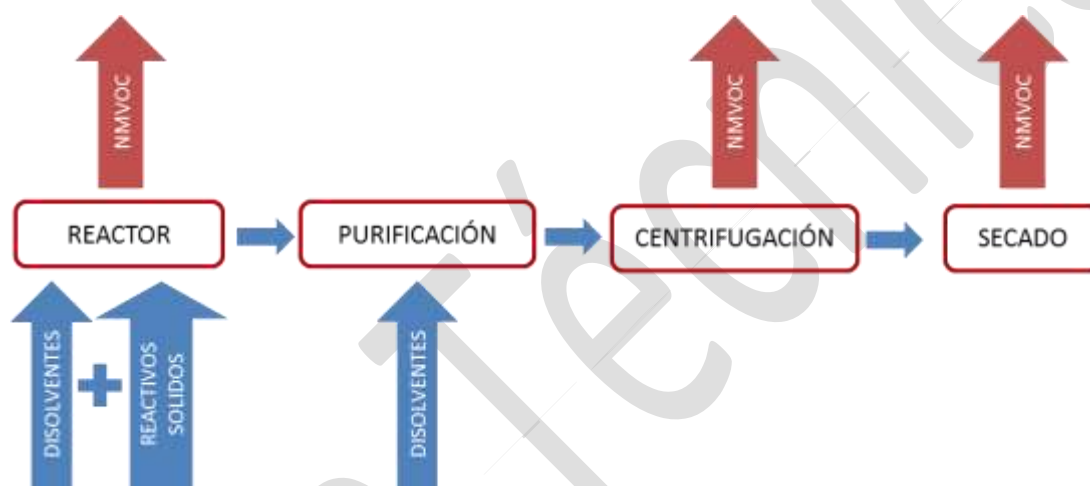 NMVOC
NMVOC
NMVOC
REACTOR
PURIFICACIÓN
CENTRIFUGACIÓN
SECADO
DISOLVENTES
+
REACTIVOS
SOLIDOS
DISOLVENTES